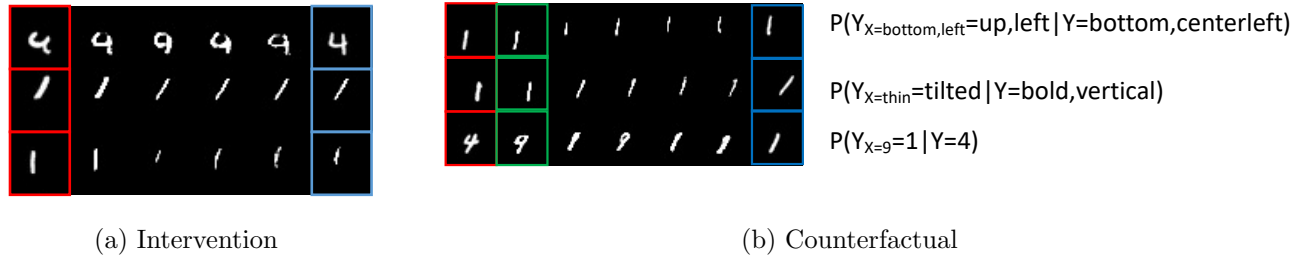 P(Y_{X=bottom,left}=up,left|Y=bottom,centerleft)
P(Y_{X=thin}=tilted|Y=bold,vertical)
P(Y_{X=9}=1|Y=4)
(a) Intervention
(b) Counterfactual